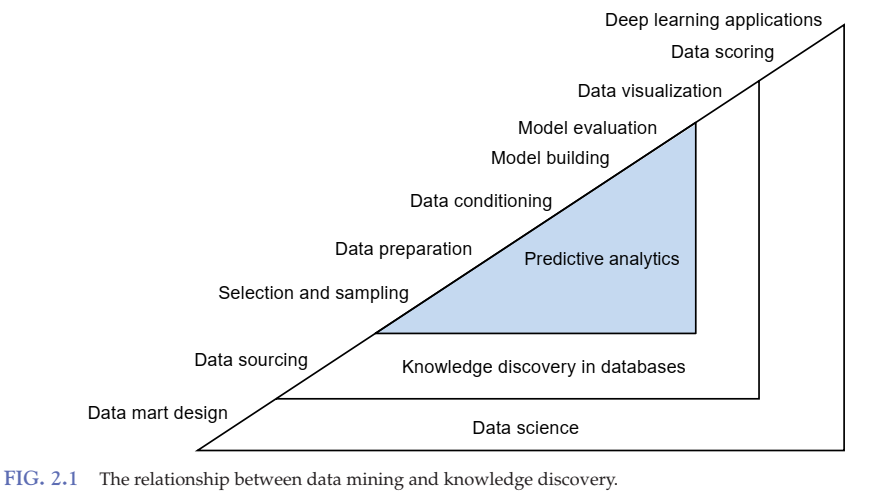 Deep learning applications
Data scoring
Data visualization
Model evaluation
Model building
Data conditioning
Data preparation
Predictive analytics
Selection and sampling
Data sourcing
Knowledge discovery in databases
Data mart design
Data science
FIG. 2.1 The relationship between data mining and knowledge discovery.